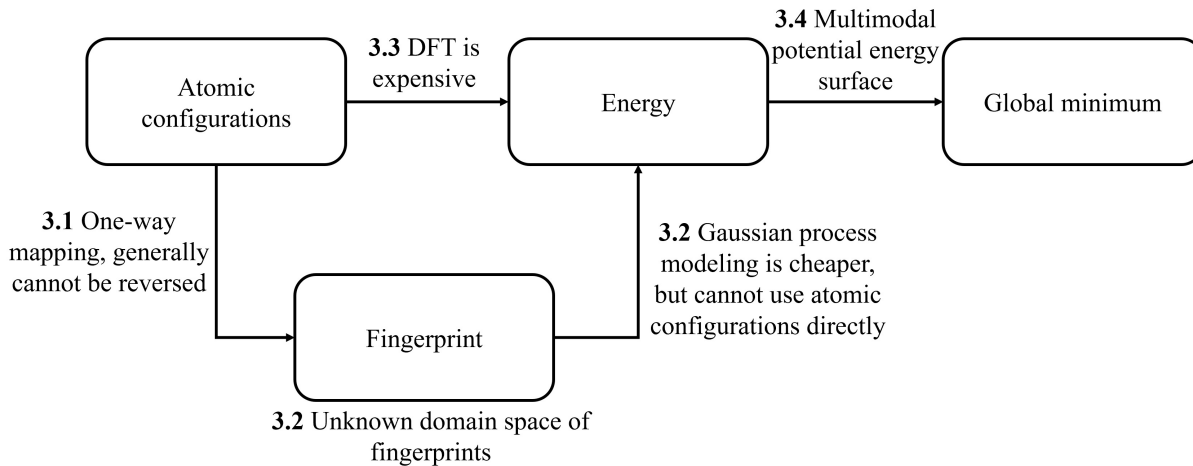 3.4 Multimodal
potential energy
surface
3.3 DFT is
expensive
Atomic
configurations
Energy
Global minimum
3.1 One-way
mapping, generally
cannot be reversed
3.2 Gaussian process
modeling is cheaper,
but cannot use atomic
configurations directly
Fingerprint
3.2 Unknown domain space of
fingerprints